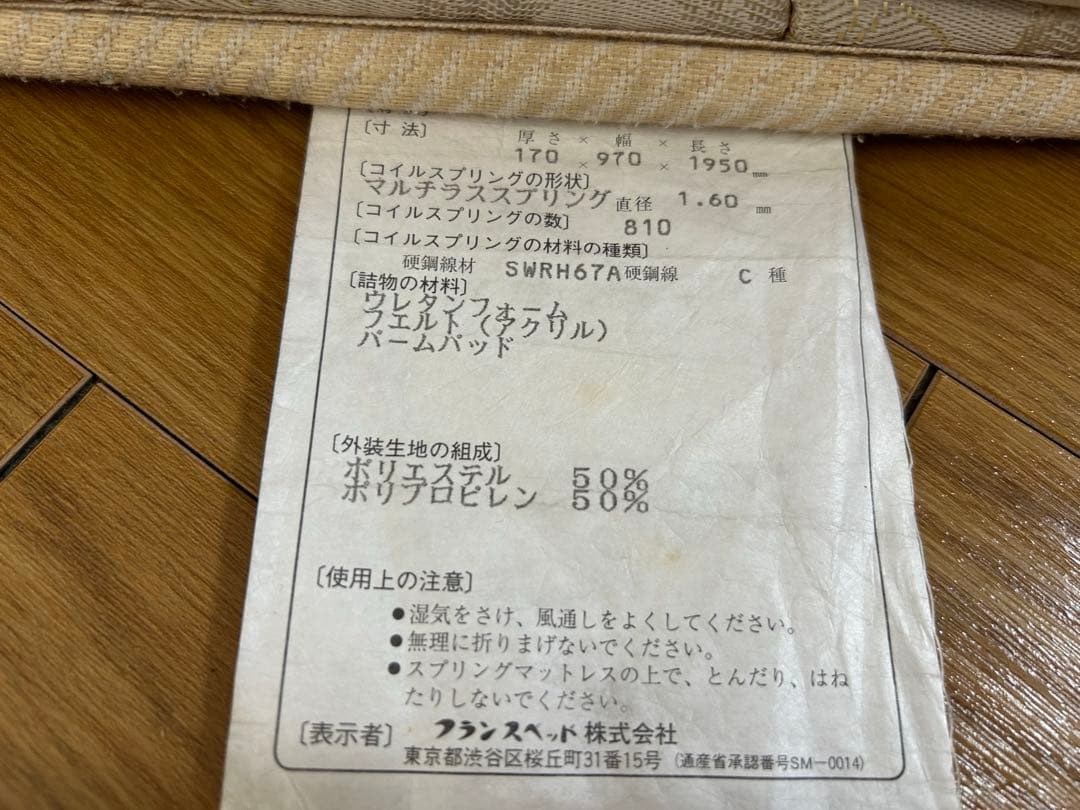 〔寸 法〕
厚さ × 幅 × 長さ
170 × 970 × 1950 mm
〔コイルスプリングの形状〕
マルチラススプリング 直径 1.60 mm
〔コイルスプリングの数〕 810
〔コイルスプリングの材料の種類〕
硬鋼線材 SWRH67A 硬鋼線 C 種
〔詰物の材料〕
ウレタンフォーム
フエルト(アクリル)
パームパッド
〔外装生地の組成〕
ポリエステル 50%
ポリプロピレン 50%
〔使用上の注意〕
●湿気をさけ、風通しをよくしてください。
●無理に折りまげないでください。
●スプリングマットレスの上で、とんだり、はね
たりしないでください。
〔表示者〕 フランスベッド株式会社
東京都渋谷区桜丘町31番15号 (通産省承認番号SM-0014)